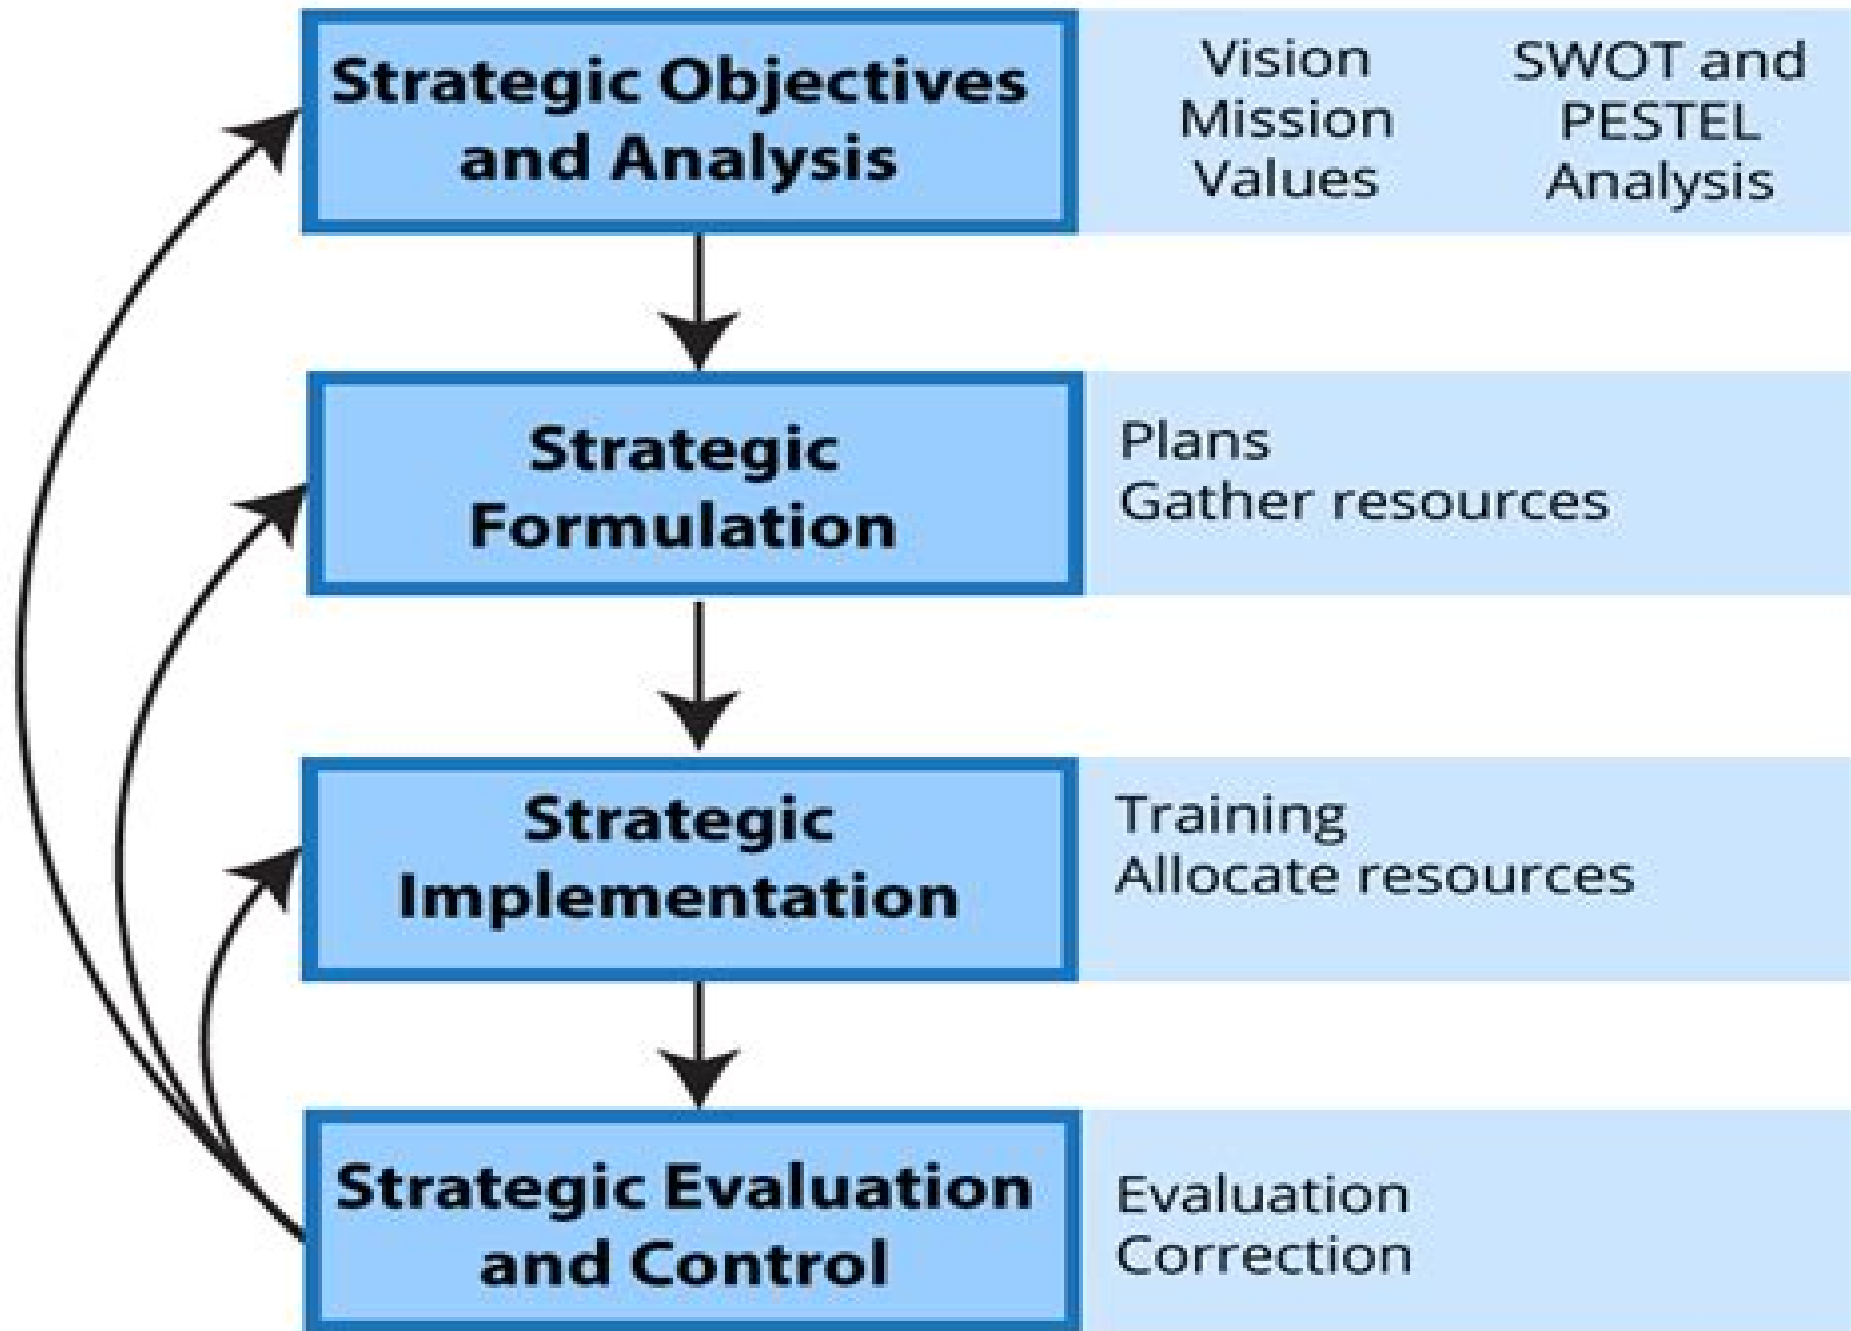 Strategic Objectives
and Analysis
Vision
Mission
Values
SWOT and
PESTEL
Analysis
Strategic
Formulation
Plans
Gather resources
Strategic
Implementation
Training
Allocate resources
Strategic Evaluation
and Control
Evaluation
Correction